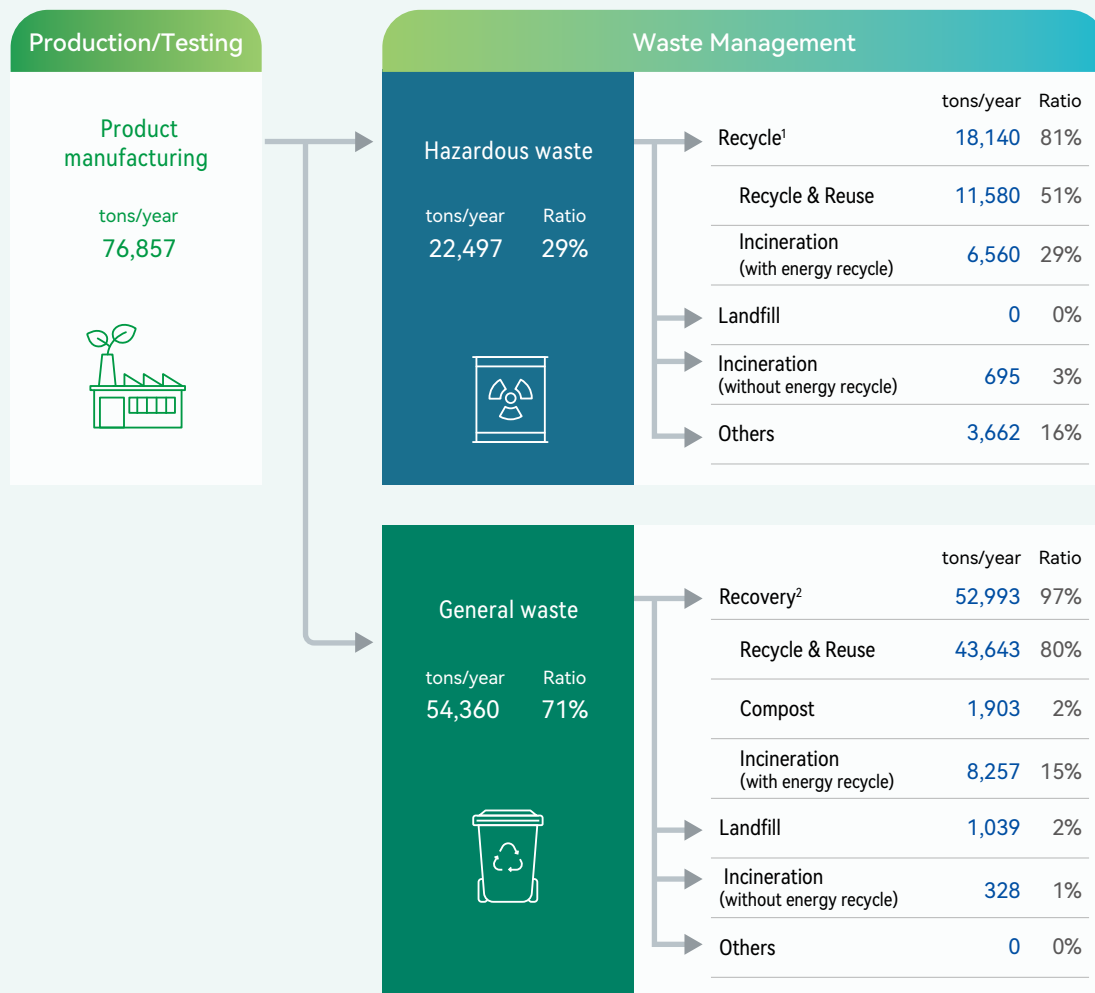 Production/Testing
Product
manufacturing
tons/year
76,857
Waste Management
Hazardous waste
tons/year Ratio
22,497 29%
tons/year Ratio
Recycle¹ 18,140 81%
Recycle & Reuse 11,580 51%
Incineration
(with energy recycle) 6,560 29%
Landfill 0 0%
Incineration
(without energy recycle) 695 3%
Others 3,662 16%
General waste
tons/year Ratio
54,360 71%
tons/year Ratio
Recovery² 52,993 97%
Recycle & Reuse 43,643 80%
Compost 1,903 2%
Incineration
(with energy recycle) 8,257 15%
Landfill 1,039 2%
Incineration
(without energy recycle) 328 1%
Others 0 0%